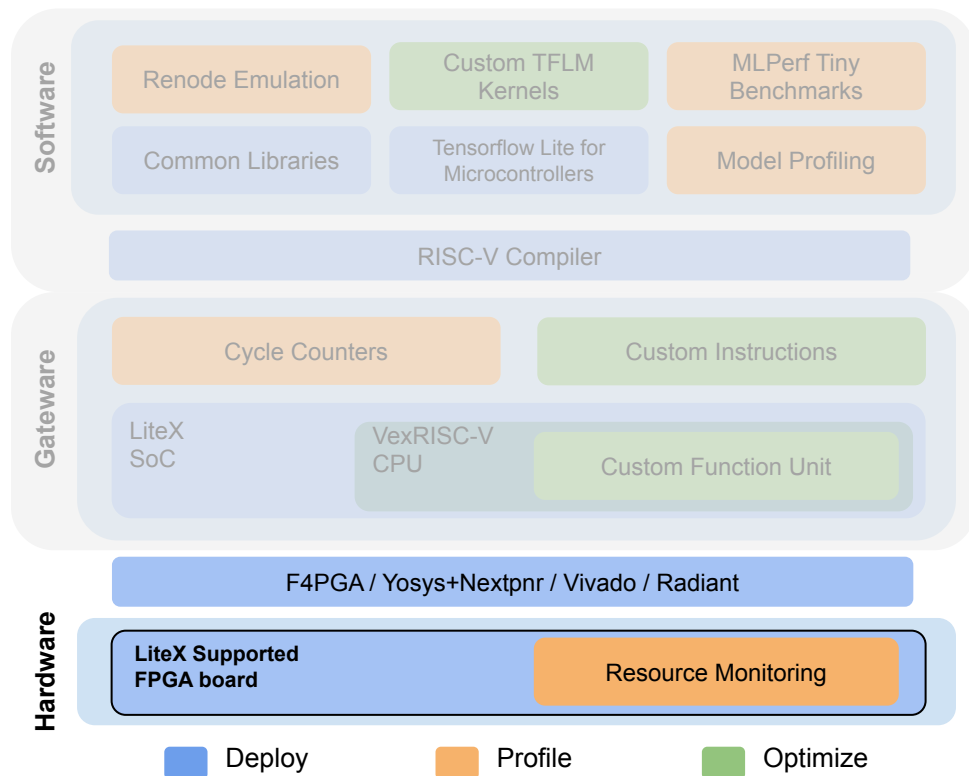 Software
Renode Emulation
Custom TFLM
Kernels
MLPerf Tiny
Benchmarks
Common Libraries
Tensorflow Lite for
Microcontrollers
Model Profiling
RISC-V Compiler
Gateware
Cycle Counters
Custom Instructions
LiteX
SoC
VexRISC-V
CPU
Custom Function Unit
F4PGA / Yosys+Nextpnr / Vivado / Radiant
Hardware
LiteX Supported
FPGA board
Resource Monitoring
Deploy
Profile
Optimize